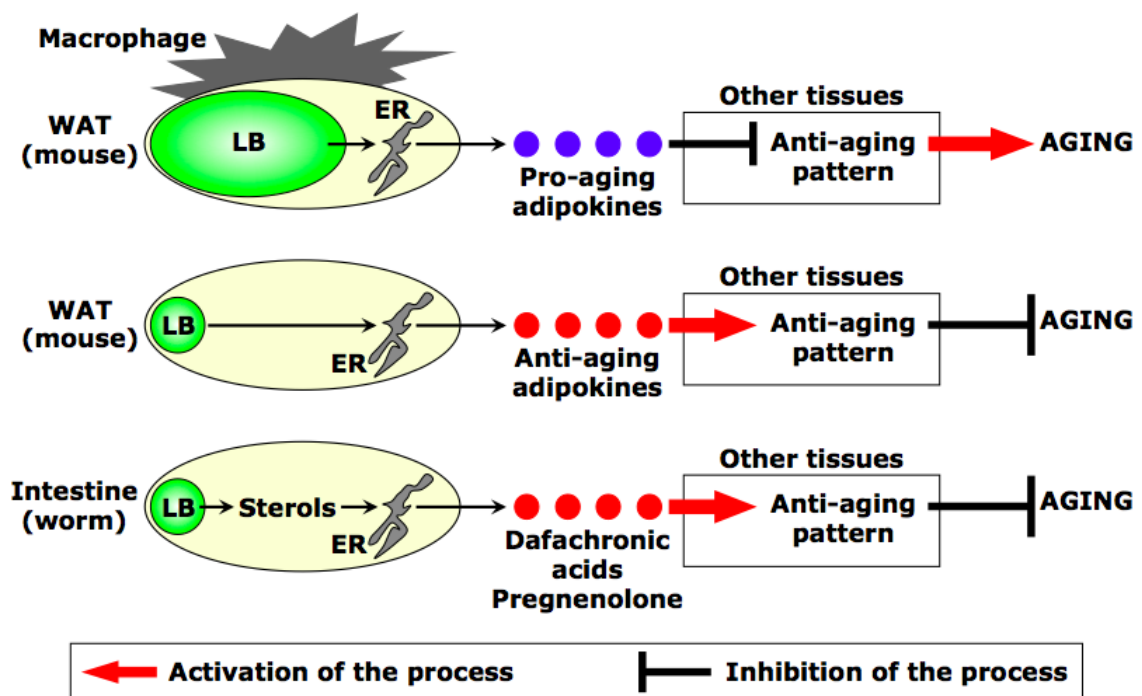 Macrophage
WAT
(mouse)
LB
ER
Pro-aging
adipokines
Other tissues
Anti-aging
pattern
AGING
WAT
(mouse)
LB
ER
Anti-aging
adipokines
Other tissues
Anti-aging
pattern
AGING
Intestine
(worm)
LB
Sterols
ER
Dafachronic
acids
Pregnenolone
Other tissues
Anti-aging
pattern
AGING
Activation of the process
Inhibition of the process